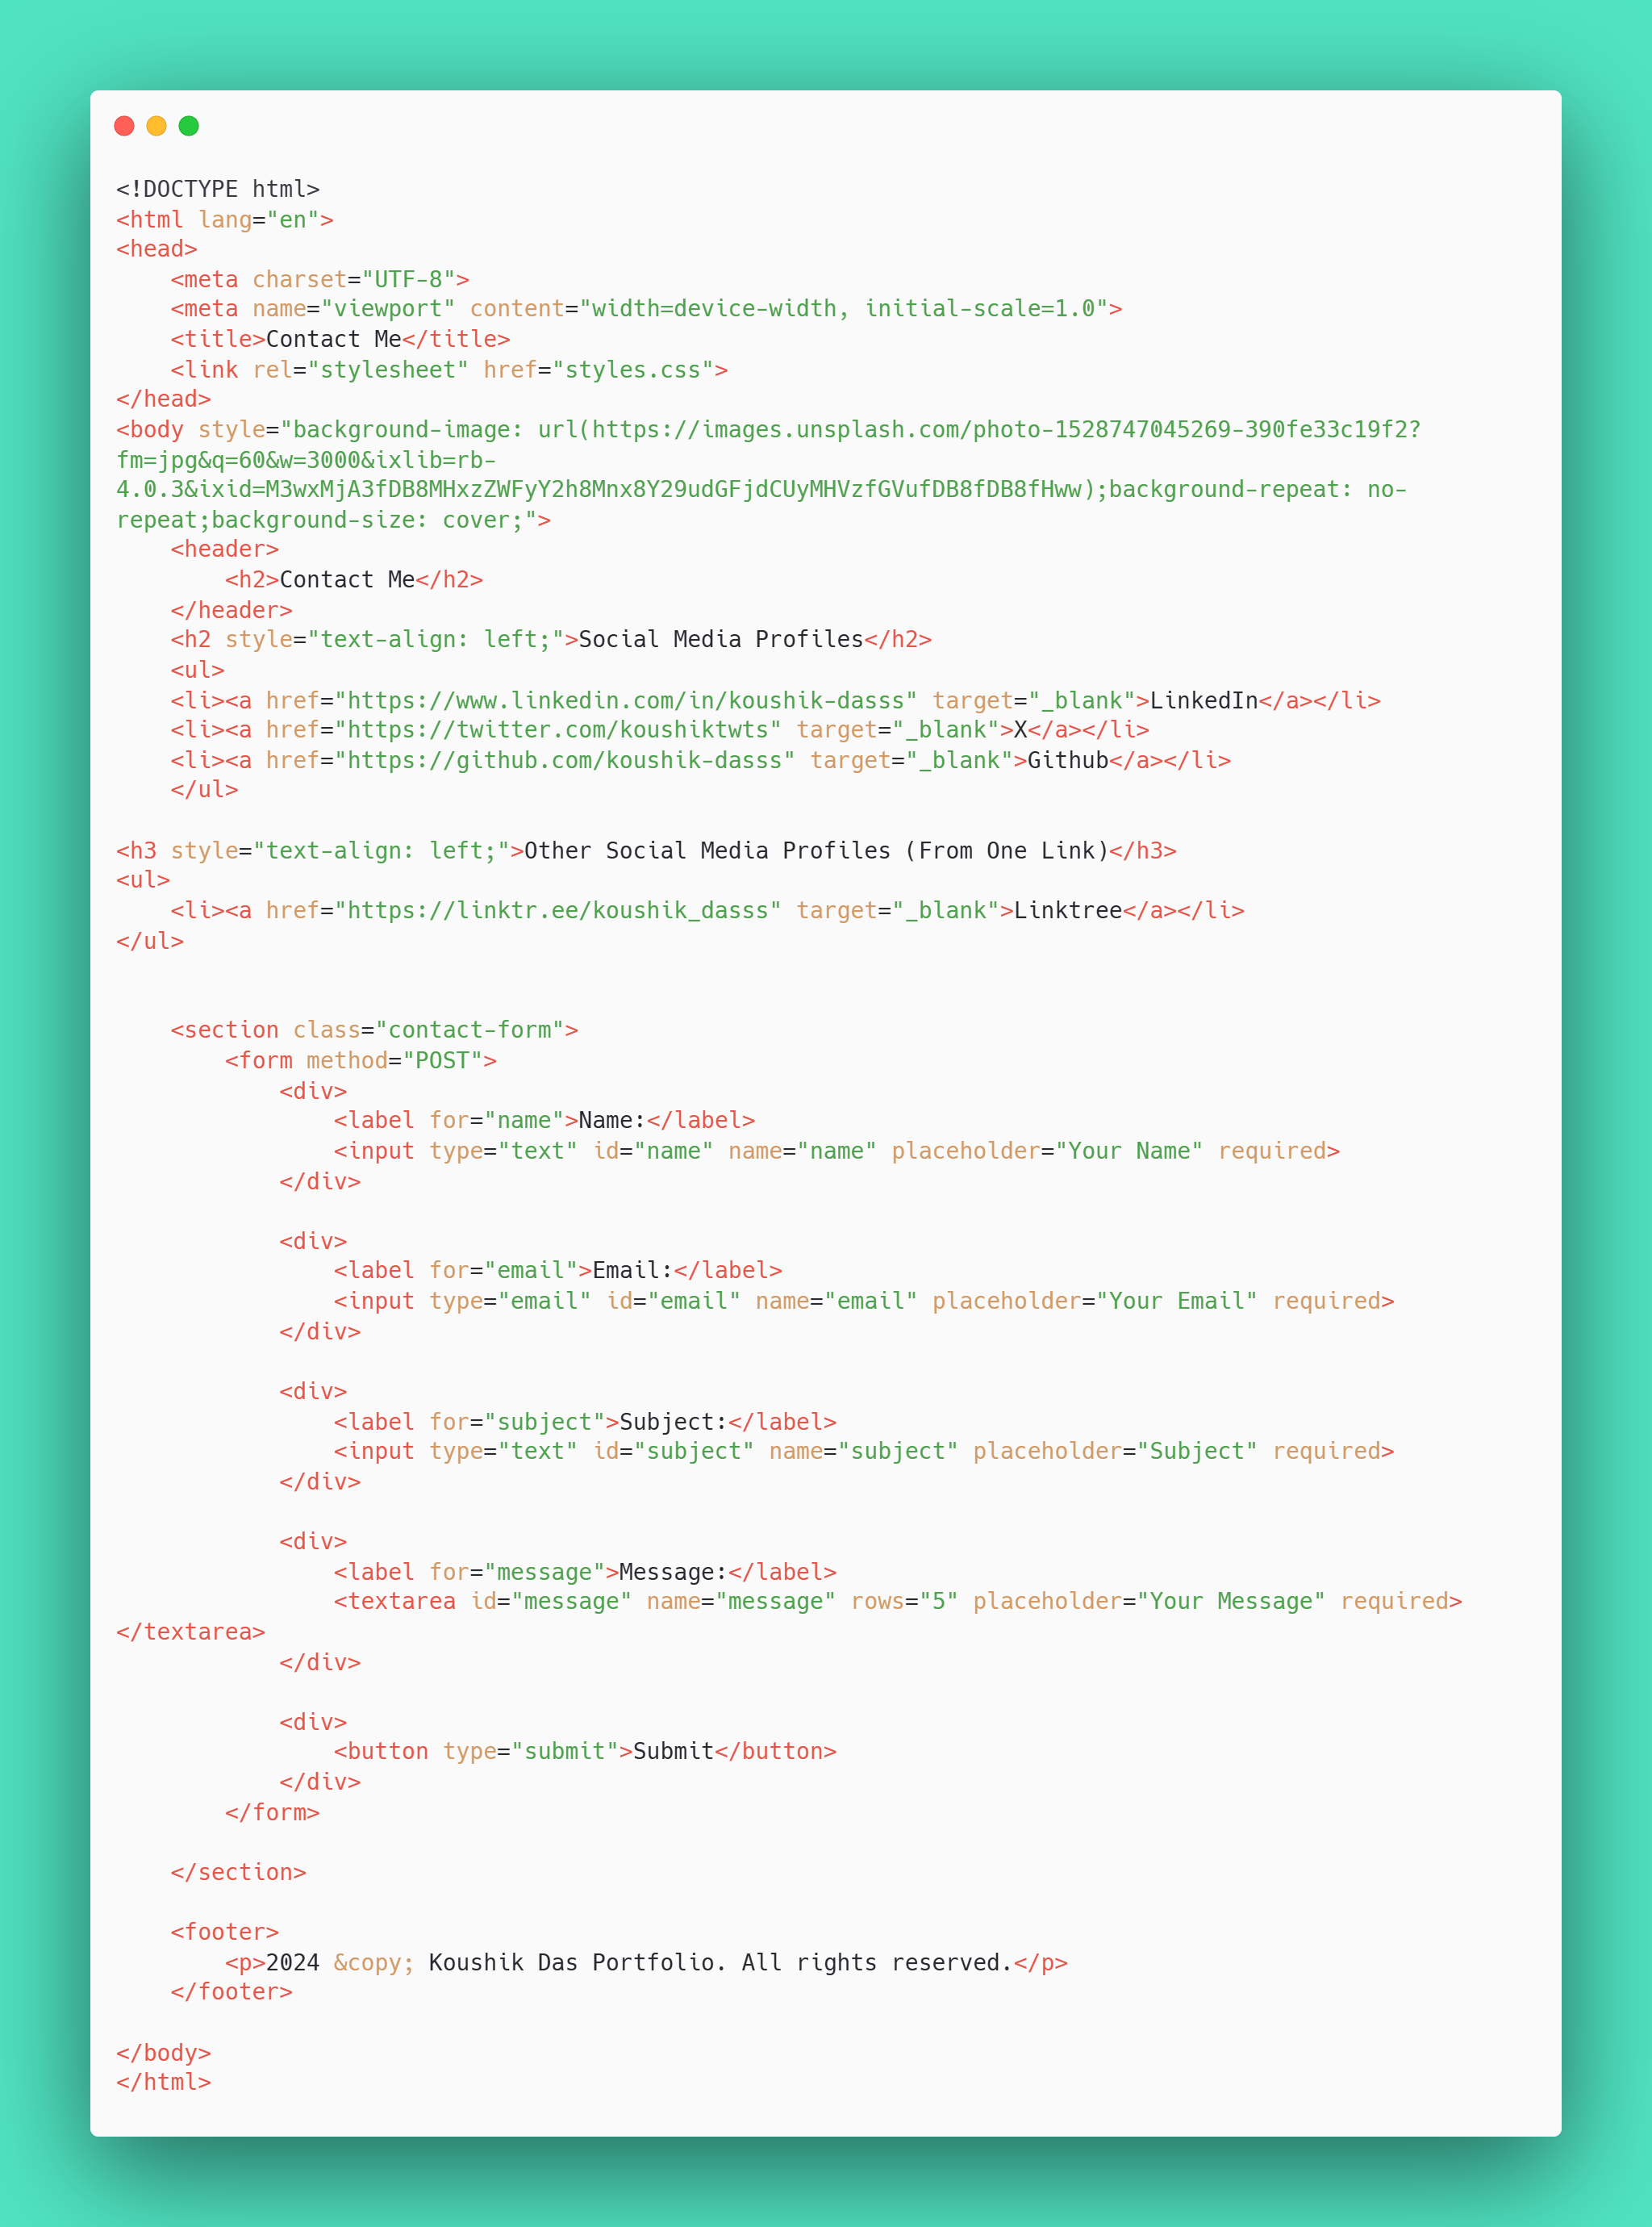 <!DOCTYPE html>
<html lang="en">
<head>
    <meta charset="UTF-8">
    <meta name="viewport" content="width=device-width, initial-scale=1.0">
    <title>Contact Me</title>
    <link rel="stylesheet" href="styles.css">
</head>
<body style="background-image: url(https://images.unsplash.com/photo-1528747045269-390fe33c19f2?
fm=jpg&q=60&w=3000&ixlib=rb-
4.0.3&ixid=M3wxMjA3fDB8MHxzZWFyY2h8Mnx8Y29udGFjdCUyMHVzfGVufDB8fDB8fHww);background-repeat: no-
repeat;background-size: cover;">
    <header>
        <h2>Contact Me</h2>
    </header>
    <h2 style="text-align: left;">Social Media Profiles</h2>
    <ul>
    <li><a href="https://www.linkedin.com/in/koushik-dasss" target="_blank">LinkedIn</a></li>
    <li><a href="https://twitter.com/koushiktwts" target="_blank">X</a></li>
    <li><a href="https://github.com/koushik-dasss" target="_blank">Github</a></li>
    </ul>

<h3 style="text-align: left;">Other Social Media Profiles (From One Link)</h3>
<ul>
    <li><a href="https://linktr.ee/koushik_dasss" target="_blank">Linktree</a></li>
</ul>


    <section class="contact-form">
        <form method="POST">
            <div>
                <label for="name">Name:</label>
                <input type="text" id="name" name="name" placeholder="Your Name" required>
            </div>

            <div>
                <label for="email">Email:</label>
                <input type="email" id="email" name="email" placeholder="Your Email" required>
            </div>

            <div>
                <label for="subject">Subject:</label>
                <input type="text" id="subject" name="subject" placeholder="Subject" required>
            </div>

            <div>
                <label for="message">Message:</label>
                <textarea id="message" name="message" rows="5" placeholder="Your Message" required>
</textarea>
            </div>

            <div>
                <button type="submit">Submit</button>
            </div>
        </form>

    </section>

    <footer>
        <p>2024 &copy; Koushik Das Portfolio. All rights reserved.</p>
    </footer>

</body>
</html>